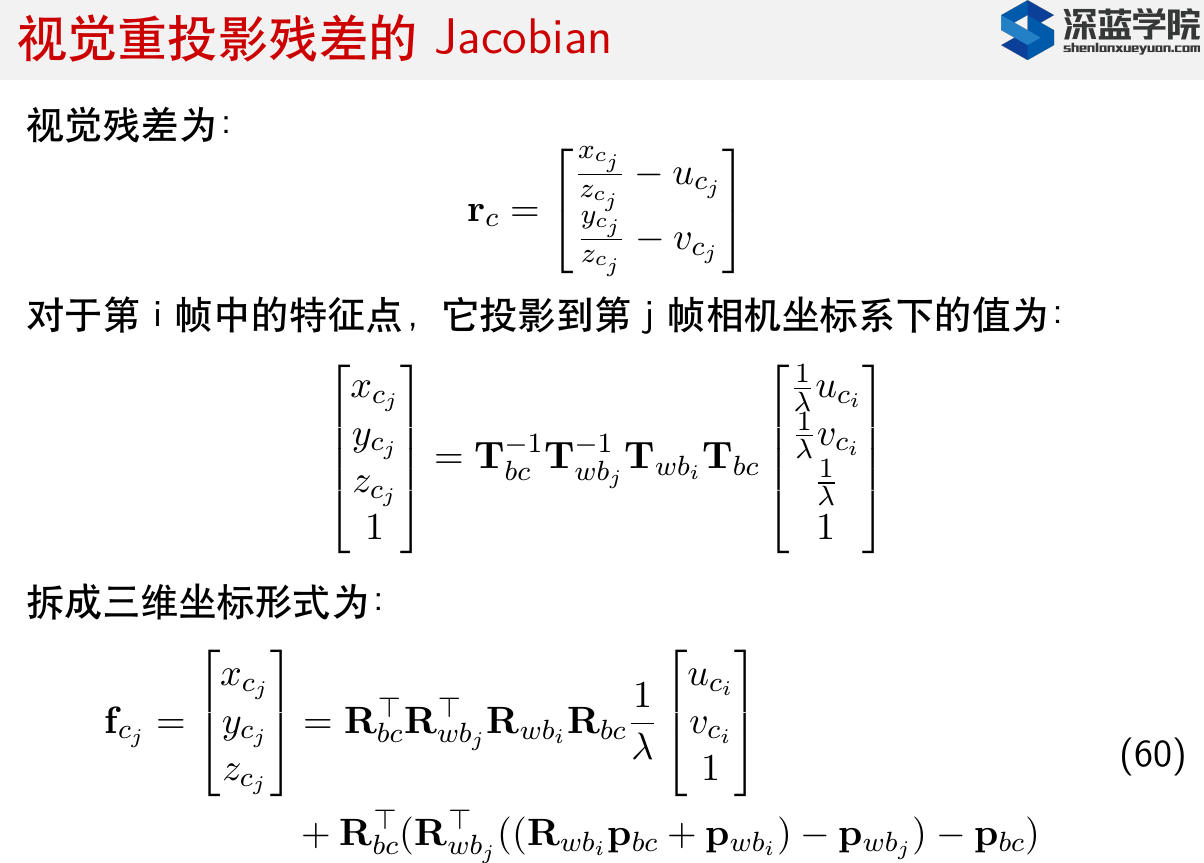 视觉重投影残差的 Jacobian
深蓝学院
shenlanxueyuan.com
视觉残差为:
$\mathbf{r}_c = \begin{bmatrix} \frac{x_{c_j}}{z_{c_j}} - u_{c_j} \\ \frac{y_{c_j}}{z_{c_j}} - v_{c_j} \end{bmatrix}$
对于第 i 帧中的特征点, 它投影到第 j 帧相机坐标系下的值为:
$\begin{bmatrix} x_{c_j} \\ y_{c_j} \\ z_{c_j} \\ 1 \end{bmatrix} = \mathbf{T}_{bc}^{-1} \mathbf{T}_{wb_j}^{-1} \mathbf{T}_{wb_i} \mathbf{T}_{bc} \begin{bmatrix} \frac{1}{\lambda} u_{c_i} \\ \frac{1}{\lambda} v_{c_i} \\ \frac{1}{\lambda} \\ 1 \end{bmatrix}$
拆成三维坐标形式为:
$\mathbf{f}_{c_j} = \begin{bmatrix} x_{c_j} \\ y_{c_j} \\ z_{c_j} \end{bmatrix} = \mathbf{R}_{bc}^{\top} \mathbf{R}_{wb_j}^{\top} \mathbf{R}_{wb_i} \mathbf{R}_{bc} \frac{1}{\lambda} \begin{bmatrix} u_{c_i} \\ v_{c_i} \\ 1 \end{bmatrix}$
(60)
$+ \mathbf{R}_{bc}^{\top} (\mathbf{R}_{wb_j}^{\top} ((\mathbf{R}_{wb_i} \mathbf{p}_{bc} + \mathbf{p}_{wb_i}) - \mathbf{p}_{wb_j}) - \mathbf{p}_{bc})$